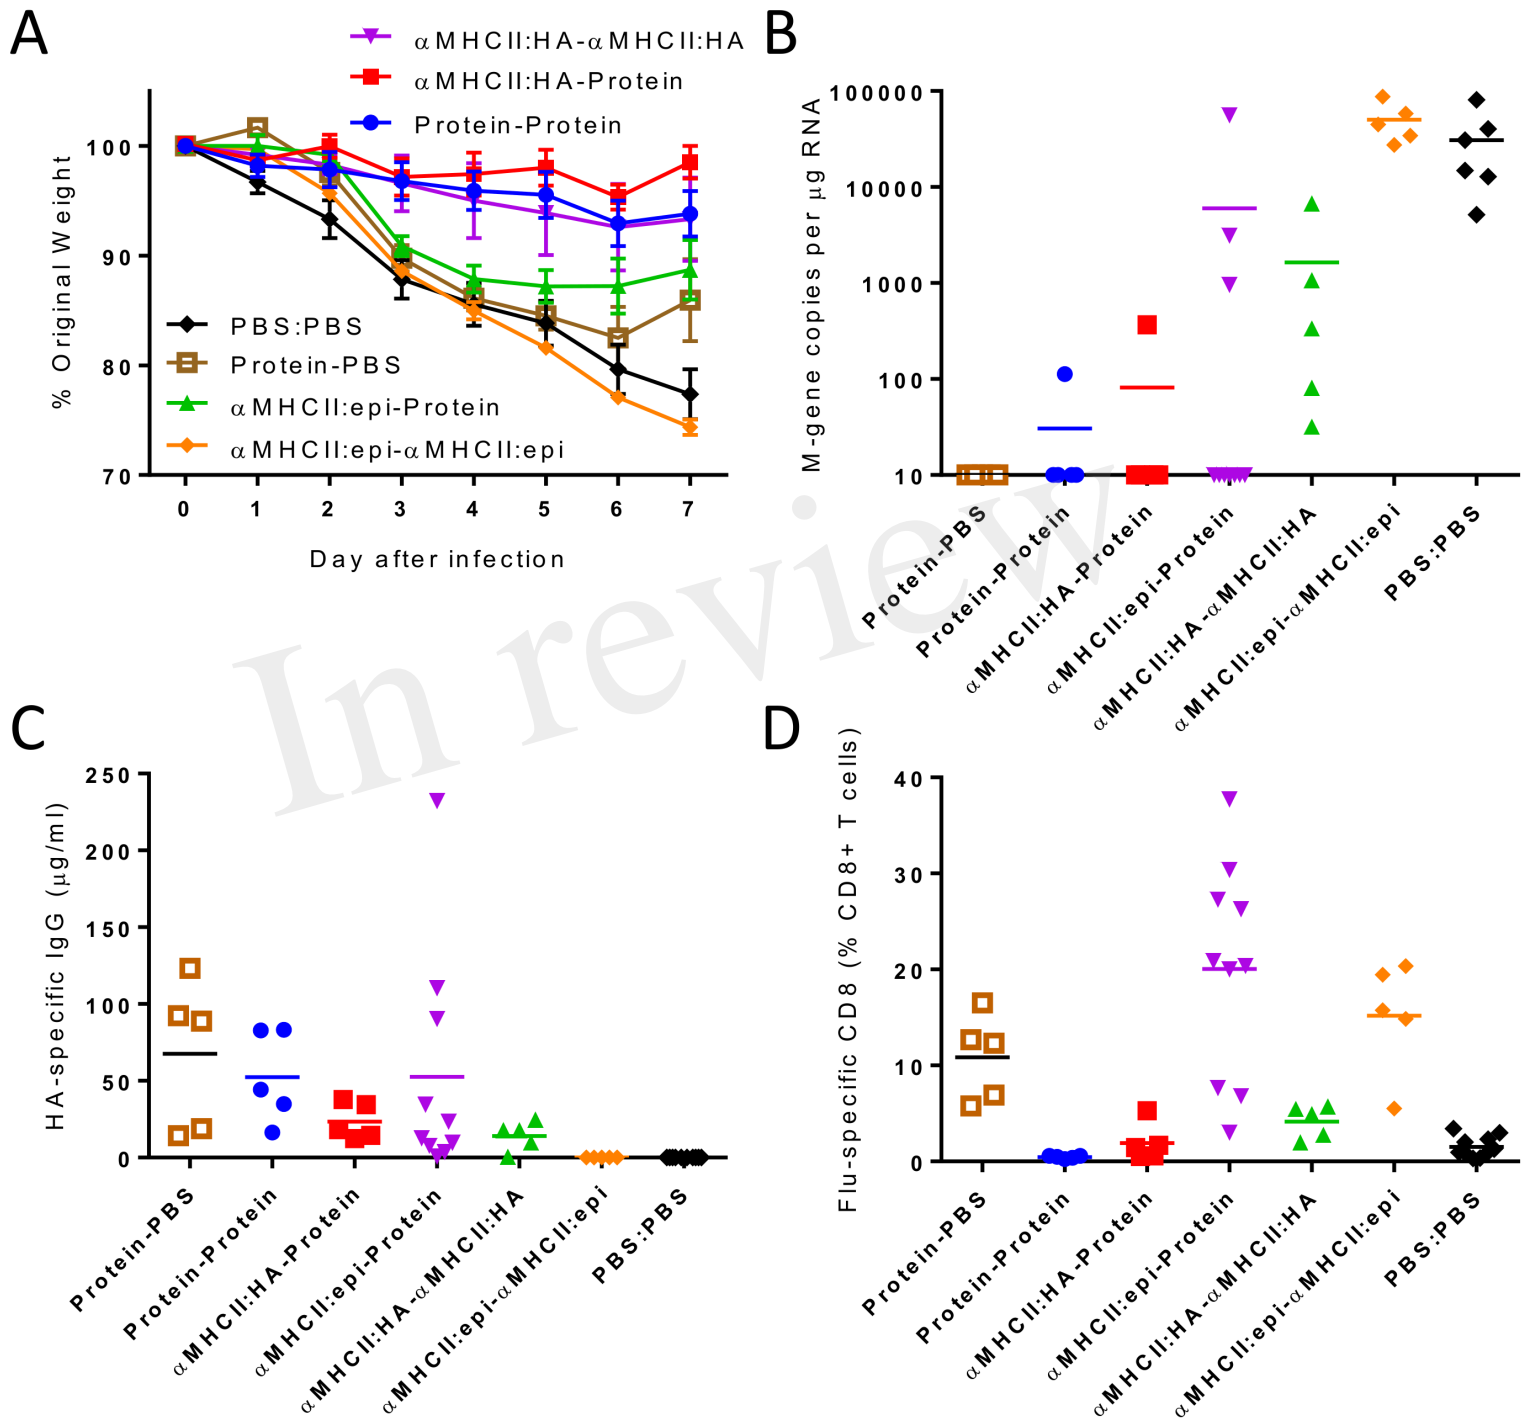 A
αMHCII:HA-αMHCII:HA
αMHCII:HA-Protein
Protein-Protein
100
90
80
70
% Original Weight
PBS:PBS
Protein-PBS
αMHCII:epi-Protein
αMHCII:epi-αMHCII:epi
0 1 2 3 4 5 6 7
Day after infection
B
100000
10000
1000
100
10
M-gene copies per μg RNA
Protein-PBS
Protein-Protein
αMHCII:HA-Protein
αMHCII:epi-Protein
αMHCII:HA-αMHCII:HA
αMHCII:epi-αMHCII:epi
PBS:PBS
In review
C
250
200
150
100
50
0
HA-specific IgG (μg/ml)
Protein-PBS
Protein-Protein
αMHCII:HA-Protein
αMHCII:epi-Protein
αMHCII:HA-αMHCII:HA
αMHCII:epi-αMHCII:epi
PBS:PBS
D
40
30
20
10
0
Flu-specific CD8 (% CD8+ T cells)
Protein-PBS
Protein-Protein
αMHCII:HA-Protein
αMHCII:epi-Protein
αMHCII:HA-αMHCII:HA
αMHCII:epi-αMHCII:epi
PBS:PBS